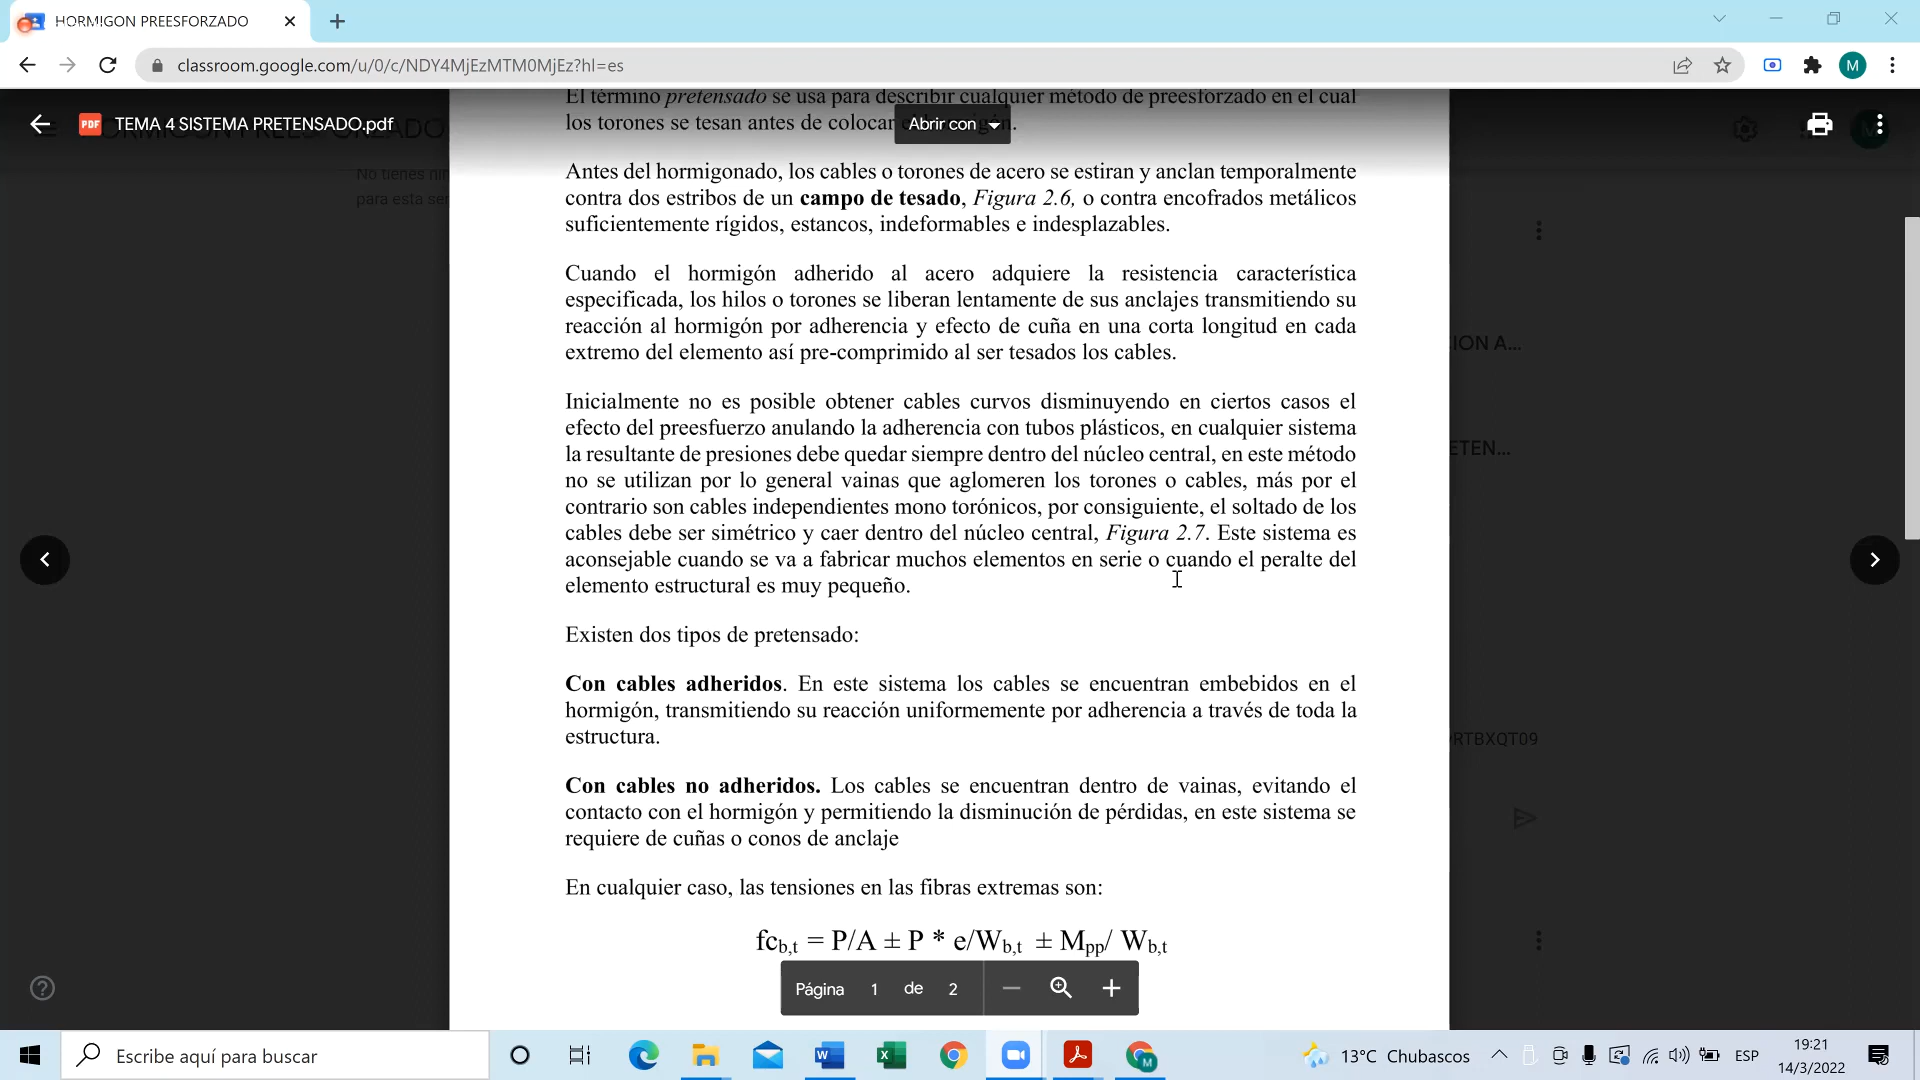 HORMIGON PREESFORZADO
classroom.google.com/u/0/c/NDY4MjEzMTM0MjEz?hl=es
M
El término pretensado se usa para describir cualquier método de preesforzado en el cual
PDF TEMA 4 SISTEMA PRETENSADO.pdf
Abrir con
los torones se tesan antes de colocar
No tienes
para esta
Antes del hormigonado, los cables o torones de acero se estiran y anclan temporalmente
contra dos estribos de un campo de tesado, Figura 2.6, o contra encofrados metálicos
suficientemente rígidos, estancos, indeformables e indesplazables.
Cuando el hormigón adherido al acero adquiere la resistencia característica
especificada, los hilos o torones se liberan lentamente de sus anclajes transmitiendo su
reacción al hormigón por adherencia y efecto de cuña en una corta longitud en cada
extremo del elemento así pre-comprimido al ser tesados los cables.
ION A...
Inicialmente no es posible obtener cables curvos disminuyendo en ciertos casos el
efecto del preesfuerzo anulando la adherencia con tubos plásticos, en cualquier sistema
la resultante de presiones debe quedar siempre dentro del núcleo central, en este método
ETEN...
no se utilizan por lo general vainas que aglomeren los torones o cables, más por el
contrario son cables independientes mono torónicos, por consiguiente, el soltado de los
cables debe ser simétrico y caer dentro del núcleo central, Figura 2.7. Este sistema es
aconsejable cuando se va a fabricar muchos elementos en serie o cuando el peralte del
elemento estructural es muy pequeño.
Existen dos tipos de pretensado:
Con cables adheridos. En este sistema los cables se encuentran embebidos en el
hormigón, transmitiendo su reacción uniformemente por adherencia a través de toda la
estructura.
RTBXQT09
Con cables no adheridos. Los cables se encuentran dentro de vainas, evitando el
contacto con el hormigón y permitiendo la disminución de pérdidas, en este sistema se
requiere de cuñas o conos de anclaje
En cualquier caso, las tensiones en las fibras extremas son:
fcb,t = P/A ± P * e/Wb,t ± Mpp/ Wb,t
Página 1 de 2
Escribe aquí para buscar
13°C Chubascos
ESP
19:21
14/3/2022